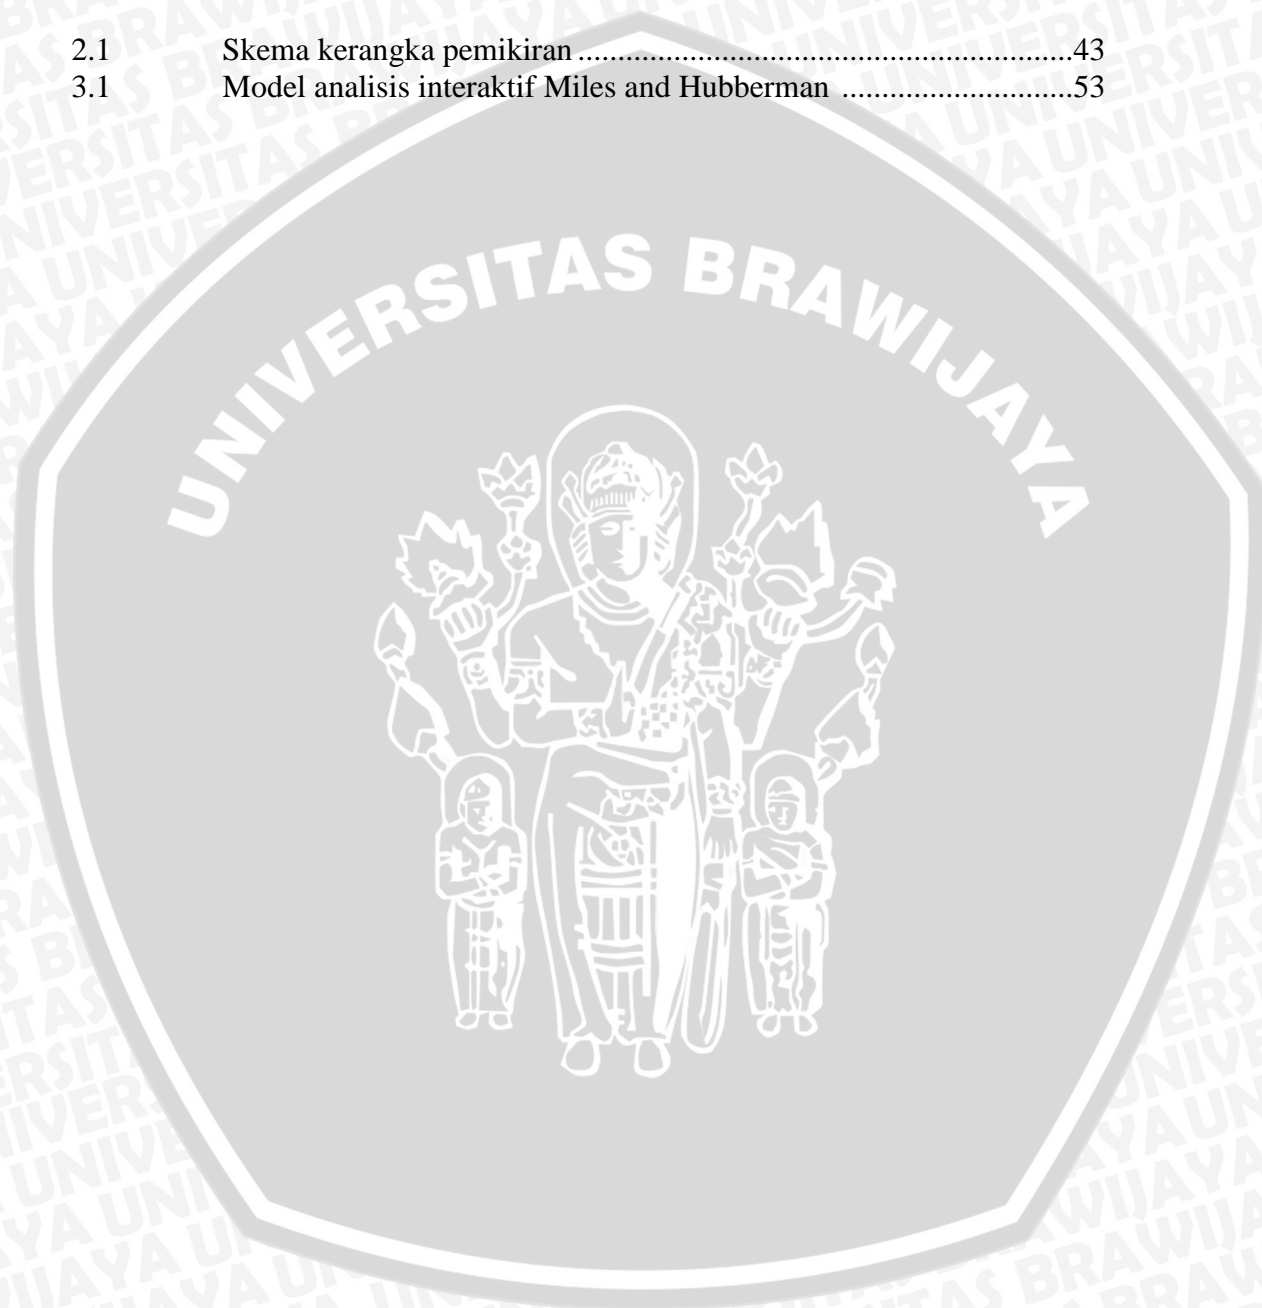 2.1 Skema kerangka pemikiran ..............................................................43
3.1 Model analisis interaktif Miles and Hubberman .............................53
UNIVERSITAS BRAWIJAYA